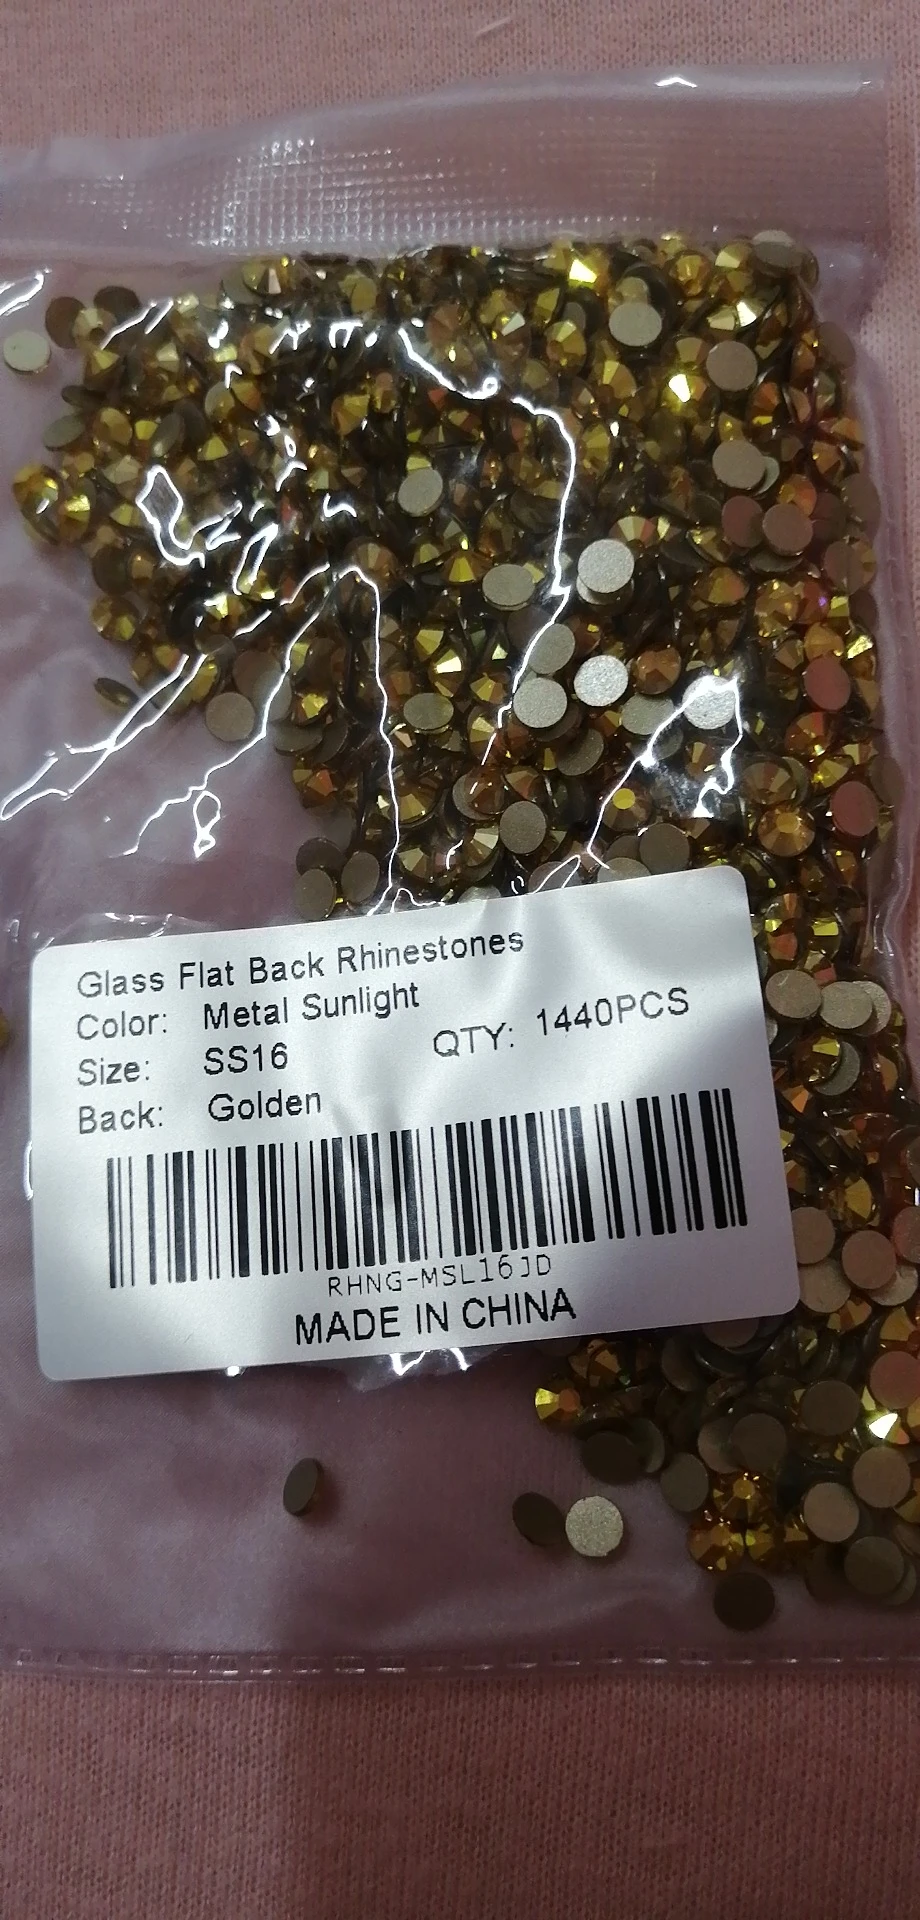 Glass Flat Back Rhinestones
Color: Metal Sunlight
Size: SS16 QTY: 1440PCS
Back: Golden
RHNG-MSL16JD
MADE IN CHINA